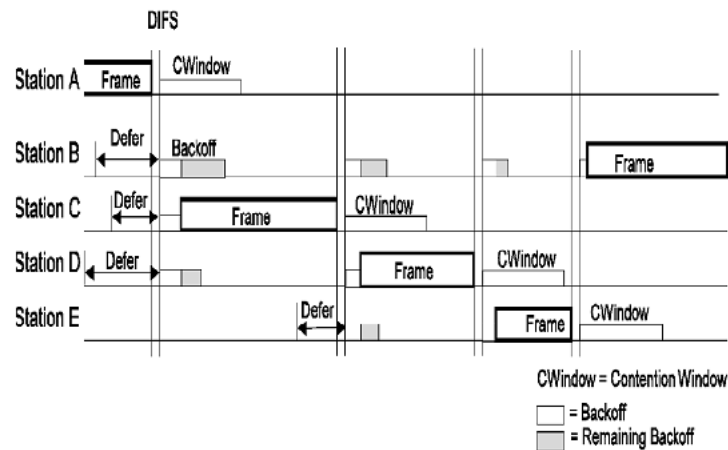 DIFS
Station A
Frame
CWindow
Station B
Defer
Backoff
Frame
Station C
Defer
Frame
CWindow
Station D
Defer
Frame
CWindow
Station E
Defer
Frame
CWindow
CWindow = Contention Window
= Backoff
= Remaining Backoff